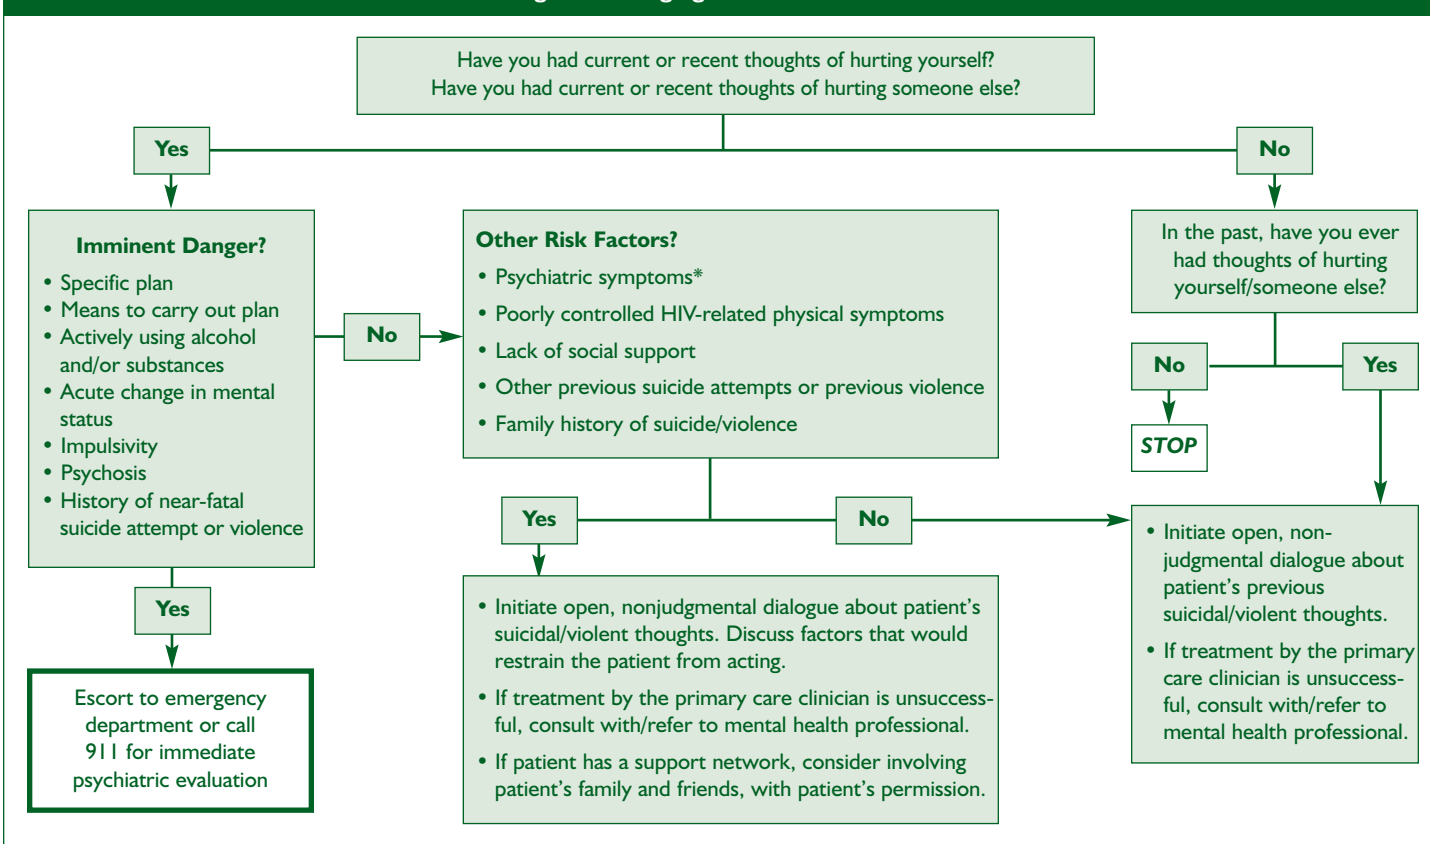 Have you had current or recent thoughts of hurting yourself?
Have you had current or recent thoughts of hurting someone else?
Yes
No
Imminent Danger?
• Specific plan
• Means to carry out plan
• Actively using alcohol
and/or substances
• Acute change in mental
status
• Impulsivity
• Psychosis
• History of near-fatal
suicide attempt or violence
No
Other Risk Factors?
• Psychiatric symptoms*
• Poorly controlled HIV-related physical symptoms
• Lack of social support
• Other previous suicide attempts or previous violence
• Family history of suicide/violence
In the past, have you ever
had thoughts of hurting
yourself/someone else?
No
Yes
STOP
Yes
No
Yes
Escort to emergency
department or call
911 for immediate
psychiatric evaluation
• Initiate open, nonjudgmental dialogue about patient’s
suicidal/violent thoughts. Discuss factors that would
restrain the patient from acting.
• If treatment by the primary care clinician is unsuccess-
ful, consult with/refer to mental health professional.
• If patient has a support network, consider involving
patient’s family and friends, with patient’s permission.
• Initiate open, non-
judgmental dialogue about
patient’s previous
suicidal/violent thoughts.
• If treatment by the primary
care clinician is unsuccess-
ful, consult with/refer to
mental health professional.